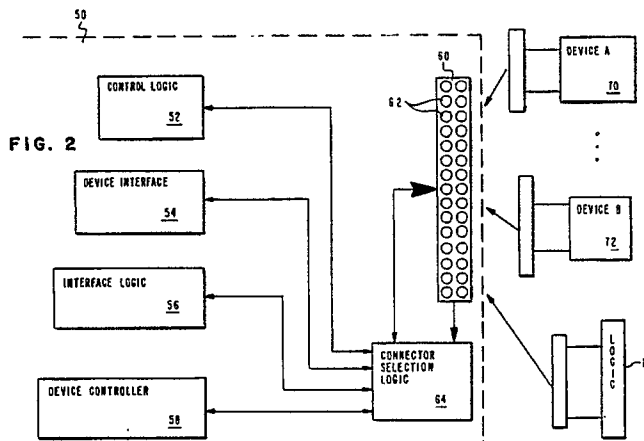 50
60
DEVICE A
70
CONTROL LOGIC
52
62
FIG. 2
DEVICE INTERFACE
54
DEVICE B
72
INTERFACE LOGIC
56
CONNECTOR
SELECTION
LOGIC
64
LOGIC
DEVICE CONTROLLER
58